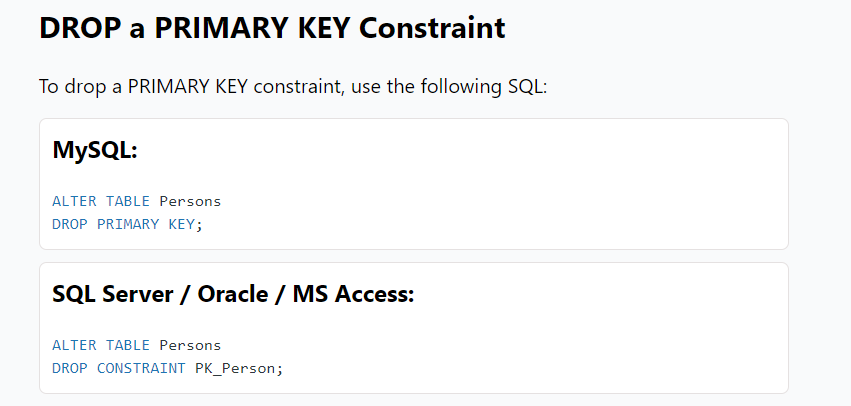 DROP a PRIMARY KEY Constraint
To drop a PRIMARY KEY constraint, use the following SQL:
MySQL:
ALTER TABLE Persons
DROP PRIMARY KEY;
SQL Server / Oracle / MS Access:
ALTER TABLE Persons
DROP CONSTRAINT PK_Person;